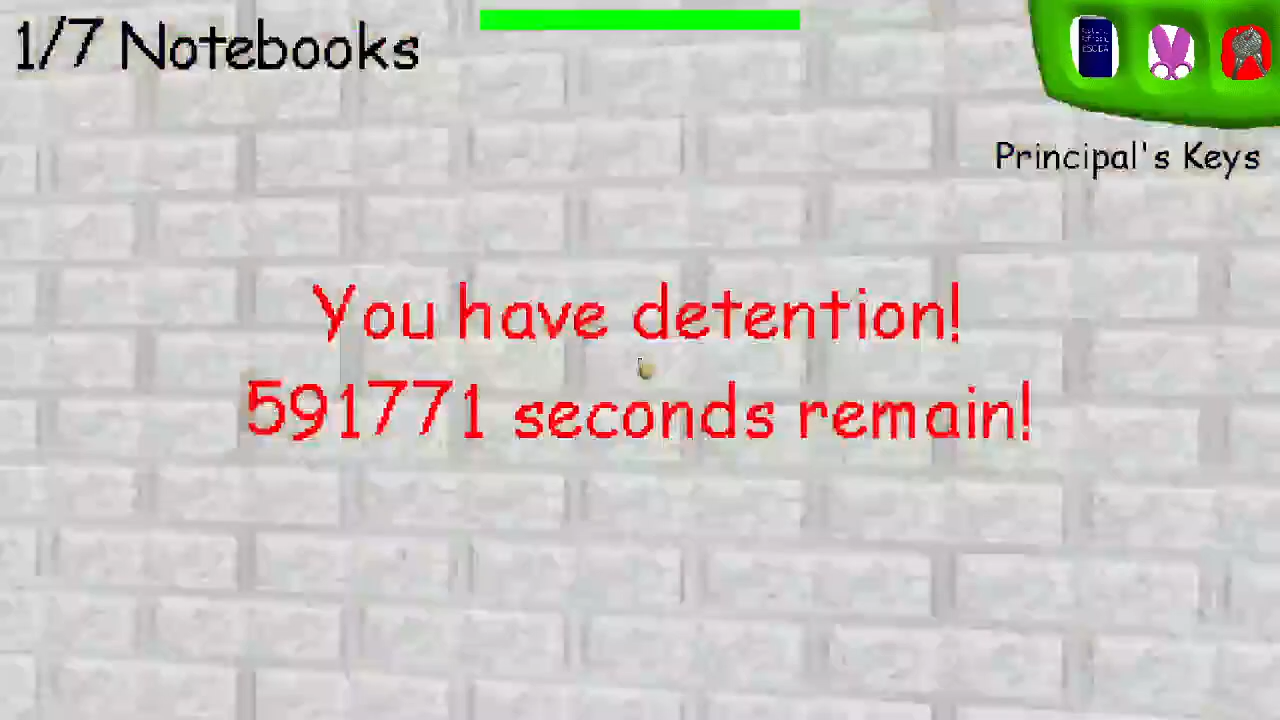 1/7 Notebooks
Principal's Keys
You have detention!
591771 seconds remain!